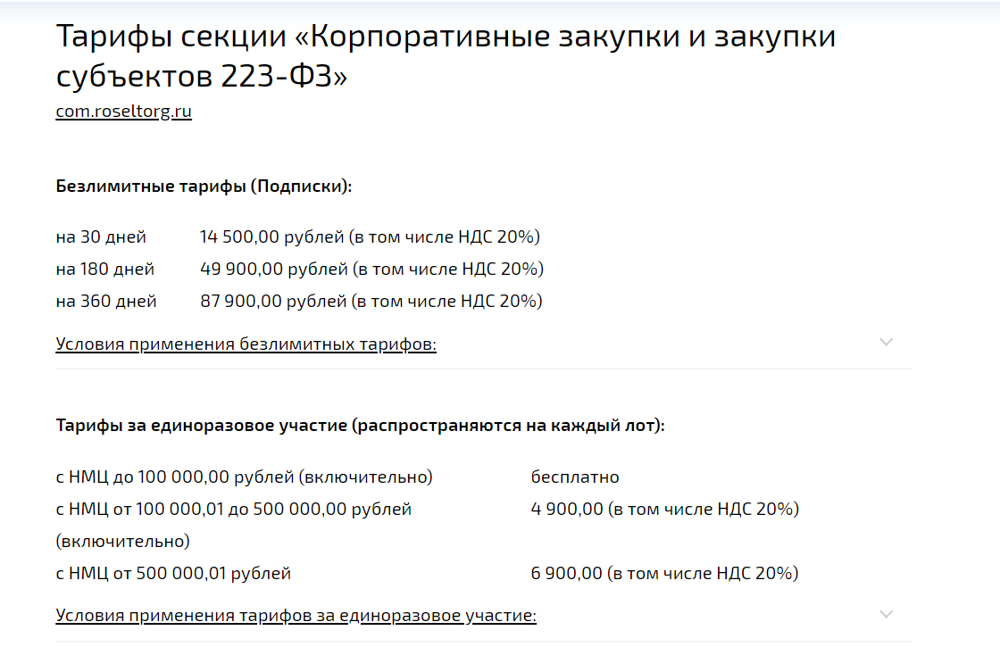 Тарифы секции «Корпоративные закупки и закупки
субъектов 223-ФЗ»
com.roseltorg.ru
Безлимитные тарифы (Подписки):
на 30 дней 14 500,00 рублей (в том числе НДС 20%)
на 180 дней 49 900,00 рублей (в том числе НДС 20%)
на 360 дней 87 900,00 рублей (в том числе НДС 20%)
Условия применения безлимитных тарифов:
Тарифы за единоразовое участие (распространяются на каждый лот):
с НМЦ до 100 000,00 рублей (включительно) бесплатно
с НМЦ от 100 000,01 до 500 000,00 рублей 4 900,00 (в том числе НДС 20%)
(включительно)
с НМЦ от 500 000,01 рублей 6 900,00 (в том числе НДС 20%)
Условия применения тарифов за единоразовое участие: